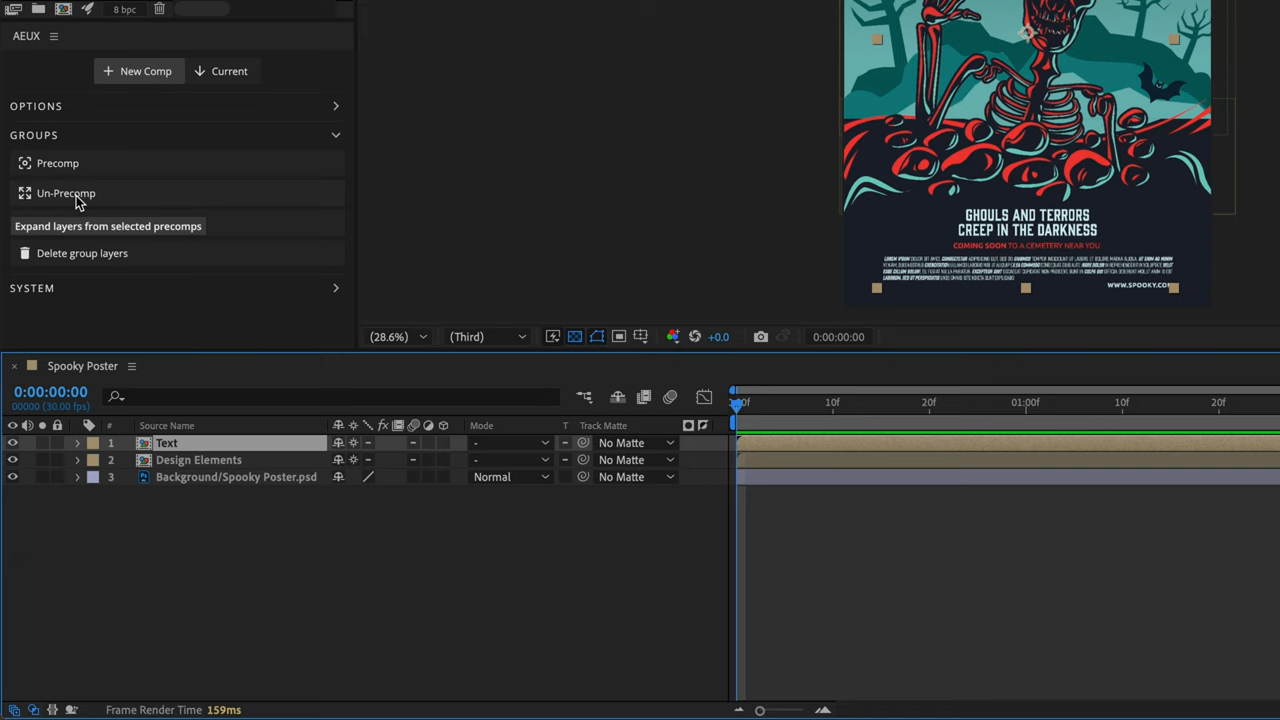 8 bpc
AEUX
New Comp
Current
OPTIONS
GROUPS
Precomp
Un-Precomp
Expand layers from selected precomps
Delete group layers
SYSTEM
GHOULS AND TERRORS
CREEP IN THE DARKNESS
COMING SOON TO A CEMETERY NEAR YOU
WWW.SPOOKY.COM
(28.6%)
(Third)
+0.0
0:00:00:00
Spooky Poster
0:00:00:00
00000 (30.00 fps)
10f
20f
01:00f
10f
20f
#
Source Name
Mode
T
Track Matte
1
Text
-
No Matte
2
Design Elements
-
No Matte
3
Background/Spooky Poster.psd
Normal
No Matte
Frame Render Time 159ms